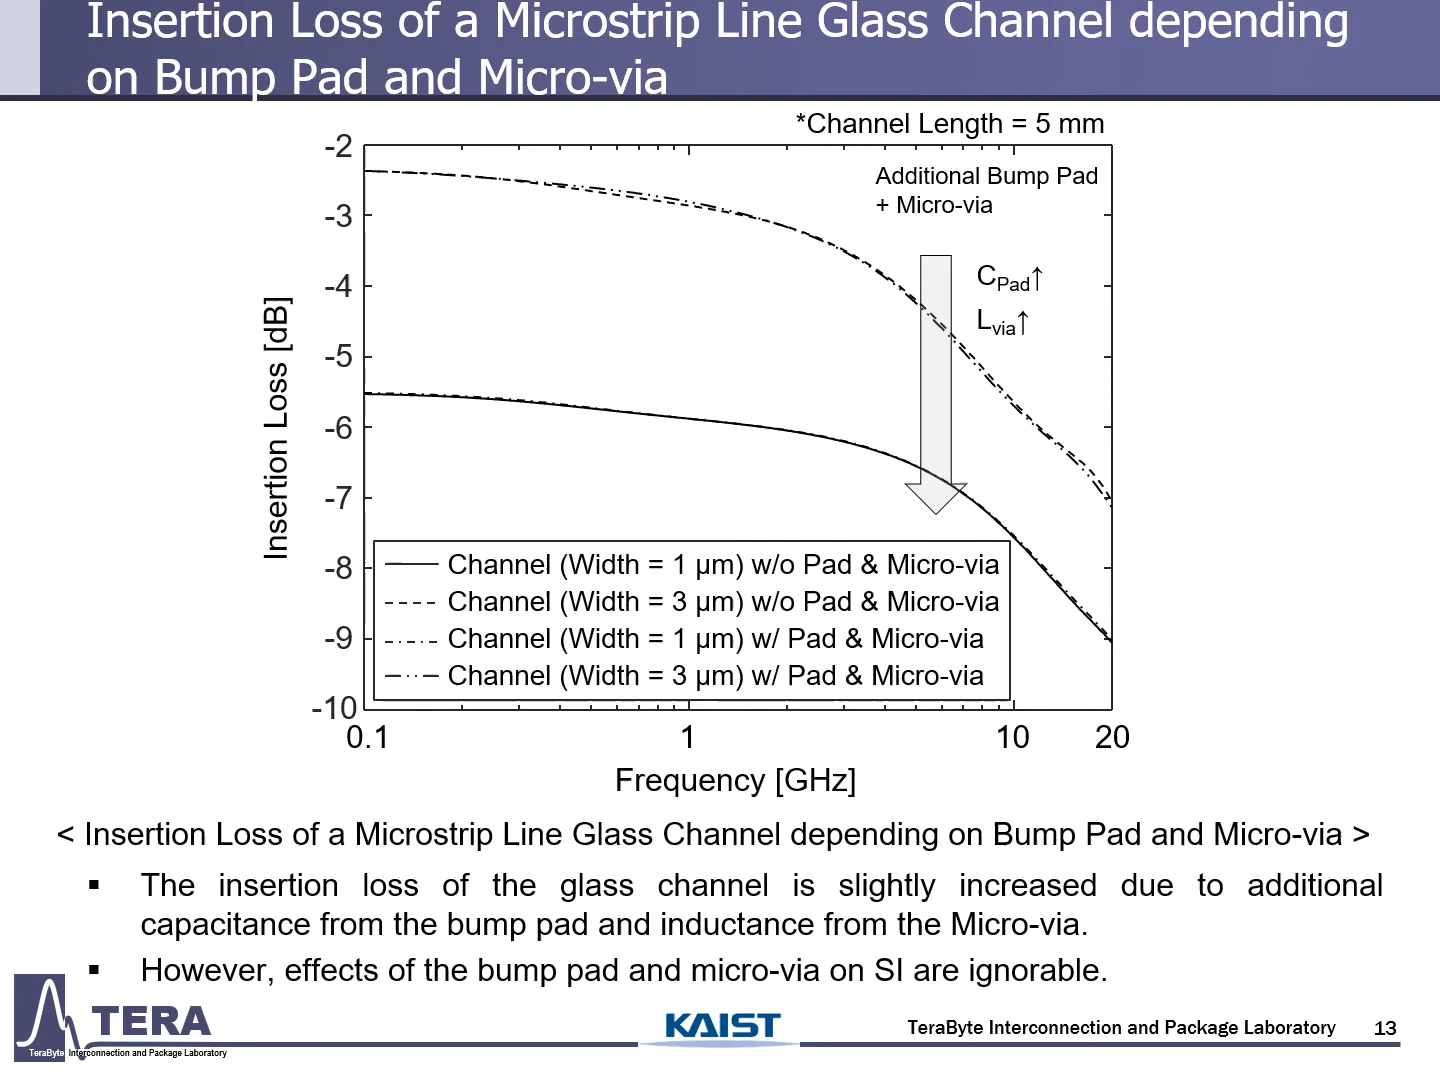 Insertion Loss of a Microstrip Line Glass Channel depending
on Bump Pad and Micro-via
*Channel Length = 5 mm
Additional Bump Pad
+ Micro-via
CPad↑
Lvia↑
Insertion Loss [dB]
-2
-3
-4
-5
-6
-7
-8
-9
-10
Channel (Width = 1 μm) w/o Pad & Micro-via
Channel (Width = 3 μm) w/o Pad & Micro-via
Channel (Width = 1 μm) w/ Pad & Micro-via
Channel (Width = 3 μm) w/ Pad & Micro-via
0.1 1 10 20
Frequency [GHz]
< Insertion Loss of a Microstrip Line Glass Channel depending on Bump Pad and Micro-via >
▪ The insertion loss of the glass channel is slightly increased due to additional
capacitance from the bump pad and inductance from the Micro-via.
▪ However, effects of the bump pad and micro-via on SI are ignorable.
TERA
TeraByte Interconnection and Package Laboratory
KAIST
TeraByte Interconnection and Package Laboratory 13